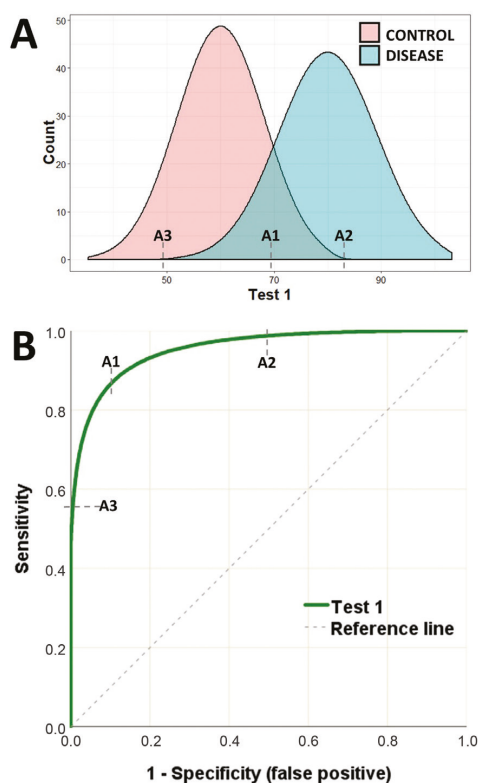 A
CONTROL
DISEASE
50
40
30
20
10
0
Count
A3
A1
A2
50
70
90
Test 1
B
1.0
0.8
0.6
0.4
0.2
0.0
Sensitivity
A1
A2
A3
Test 1
Reference line
0.0
0.2
0.4
0.6
0.8
1.0
1 - Specificity (false positive)